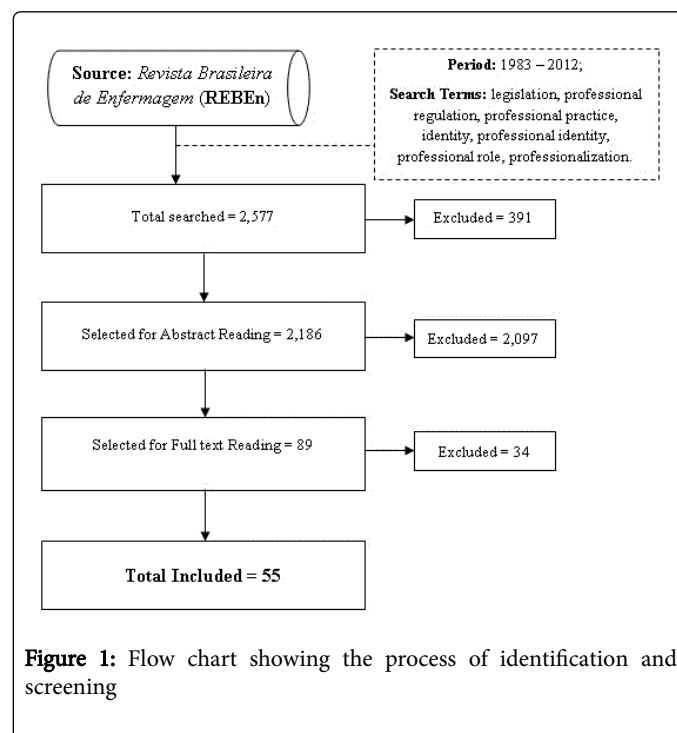 Source: Revista Brasileira
de Enfermagem (REBEn)
Period: 1983 – 2012;
Search Terms: legislation, professional
regulation, professional practice,
identity, professional identity,
professional role, professionalization.
Total searched = 2,577
Excluded = 391
Selected for Abstract Reading = 2,186
Excluded = 2,097
Selected for Full text Reading = 89
Excluded = 34
Total Included = 55
Figure 1: Flow chart showing the process of identification and
screening